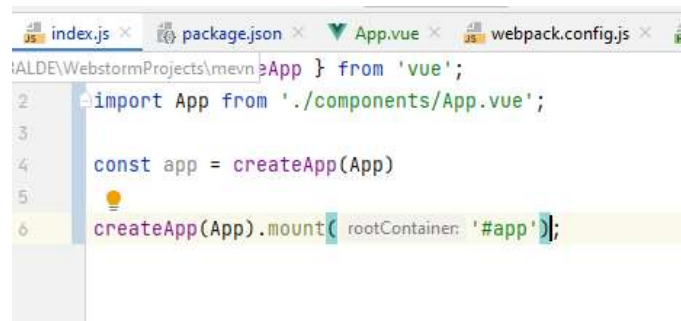 index.js package.json App.vue webpack.config.js
ALDE\WebstormProjects\mevn eApp } from 'vue';
2 import App from './components/App.vue';
3
4 const app = createApp(App)
5
6 createApp(App).mount( rootContainer: '#app');